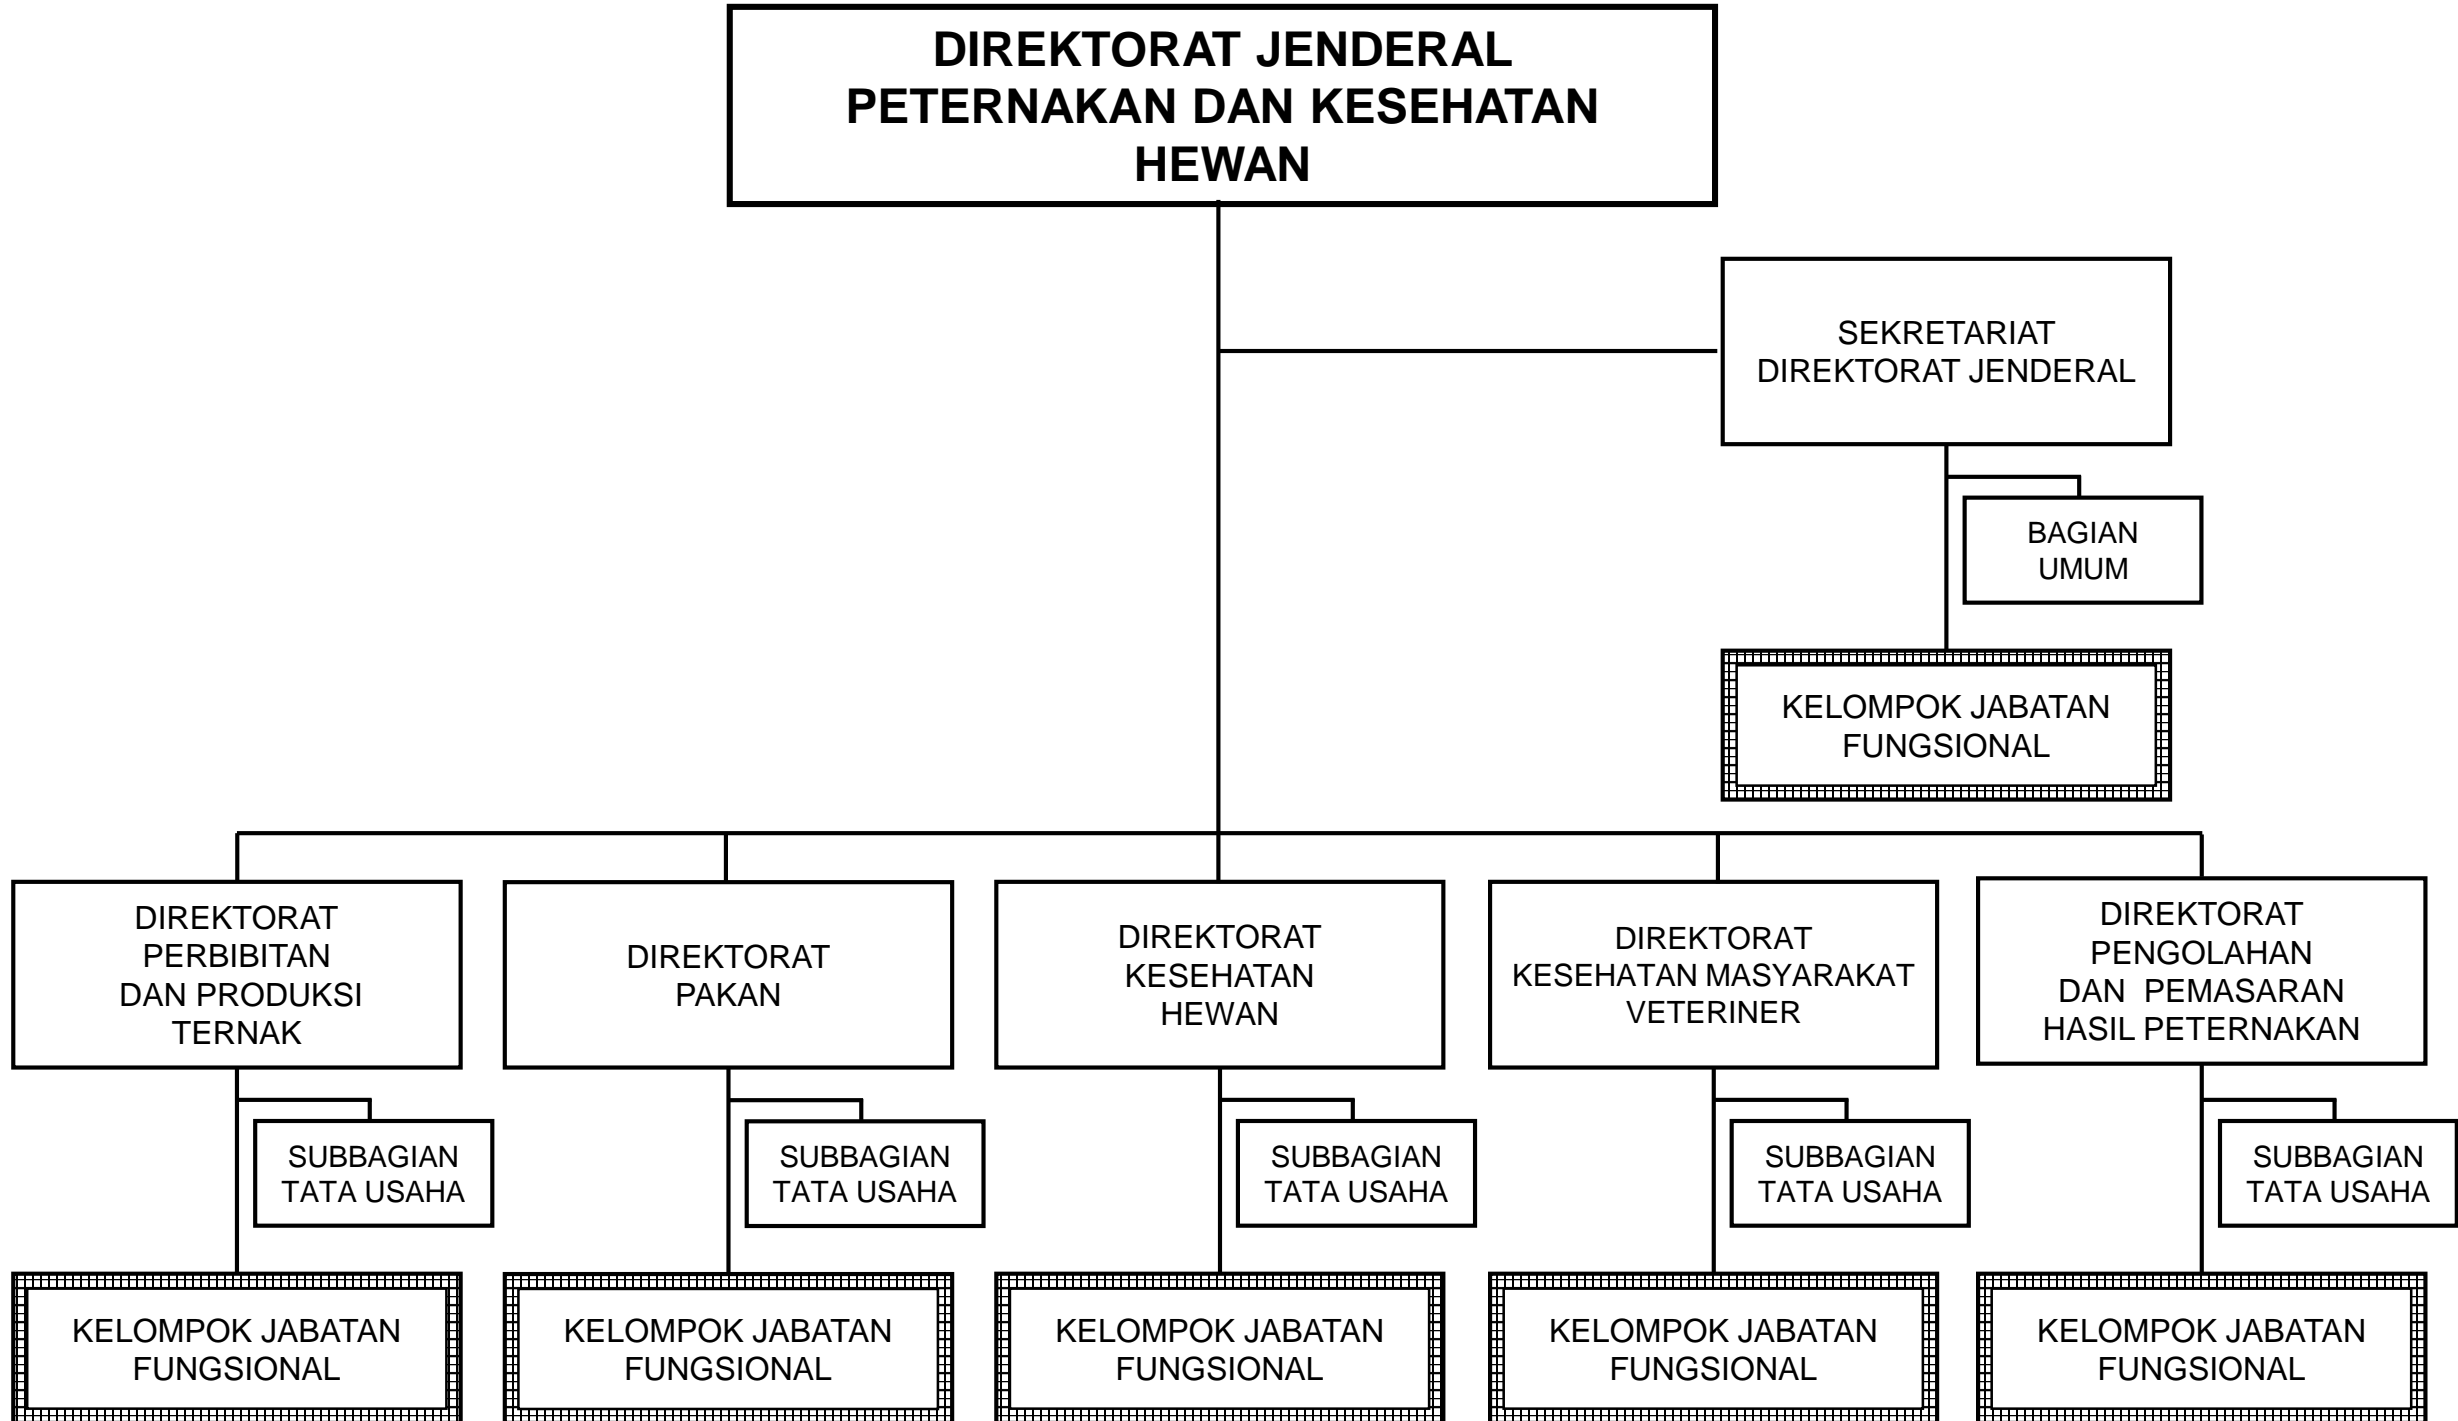 DIREKTORAT JENDERAL
PETERNAKAN DAN KESEHATAN
HEWAN
SEKRETARIAT
DIREKTORAT JENDERAL
BAGIAN
UMUM
KELOMPOK JABATAN
FUNGSIONAL
DIREKTORAT
PERBIBITAN
DAN PRODUKSI
TERNAK
DIREKTORAT
PAKAN
DIREKTORAT
KESEHATAN
HEWAN
DIREKTORAT
KESEHATAN MASYARAKAT
VETERINER
DIREKTORAT
PENGOLAHAN
DAN PEMASARAN
HASIL PETERNAKAN
SUBBAGIAN
TATA USAHA
SUBBAGIAN
TATA USAHA
SUBBAGIAN
TATA USAHA
SUBBAGIAN
TATA USAHA
SUBBAGIAN
TATA USAHA
KELOMPOK JABATAN
FUNGSIONAL
KELOMPOK JABATAN
FUNGSIONAL
KELOMPOK JABATAN
FUNGSIONAL
KELOMPOK JABATAN
FUNGSIONAL
KELOMPOK JABATAN
FUNGSIONAL